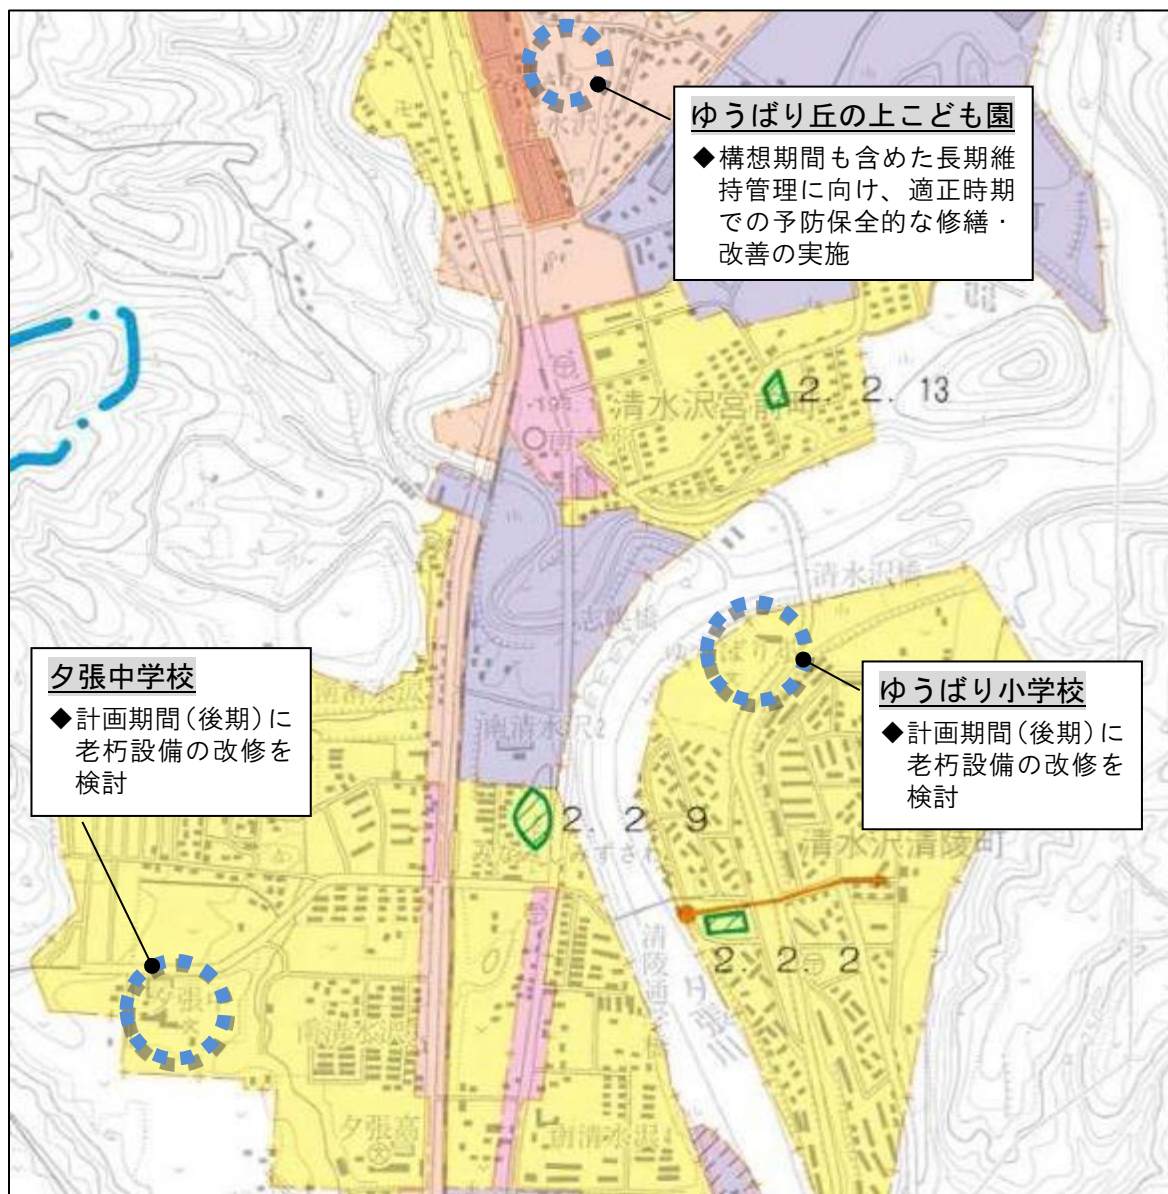 ゆうばり丘の上こども園
◆構想期間も含めた長期維
持管理に向け、適正時期
での予防保全的な修繕・
改善の実施
2. 2. 13
清水沢宮前町
清水沢橋
夕張中学校
◆計画期間(後期)に
老朽設備の改修を
検討
ゆうばり小学校
◆計画期間(後期)に
老朽設備の改修を
検討
南清水沢
南清水沢2
2. 2 9
清水沢清陵町
2. 2. 2
夕張高
南清水沢